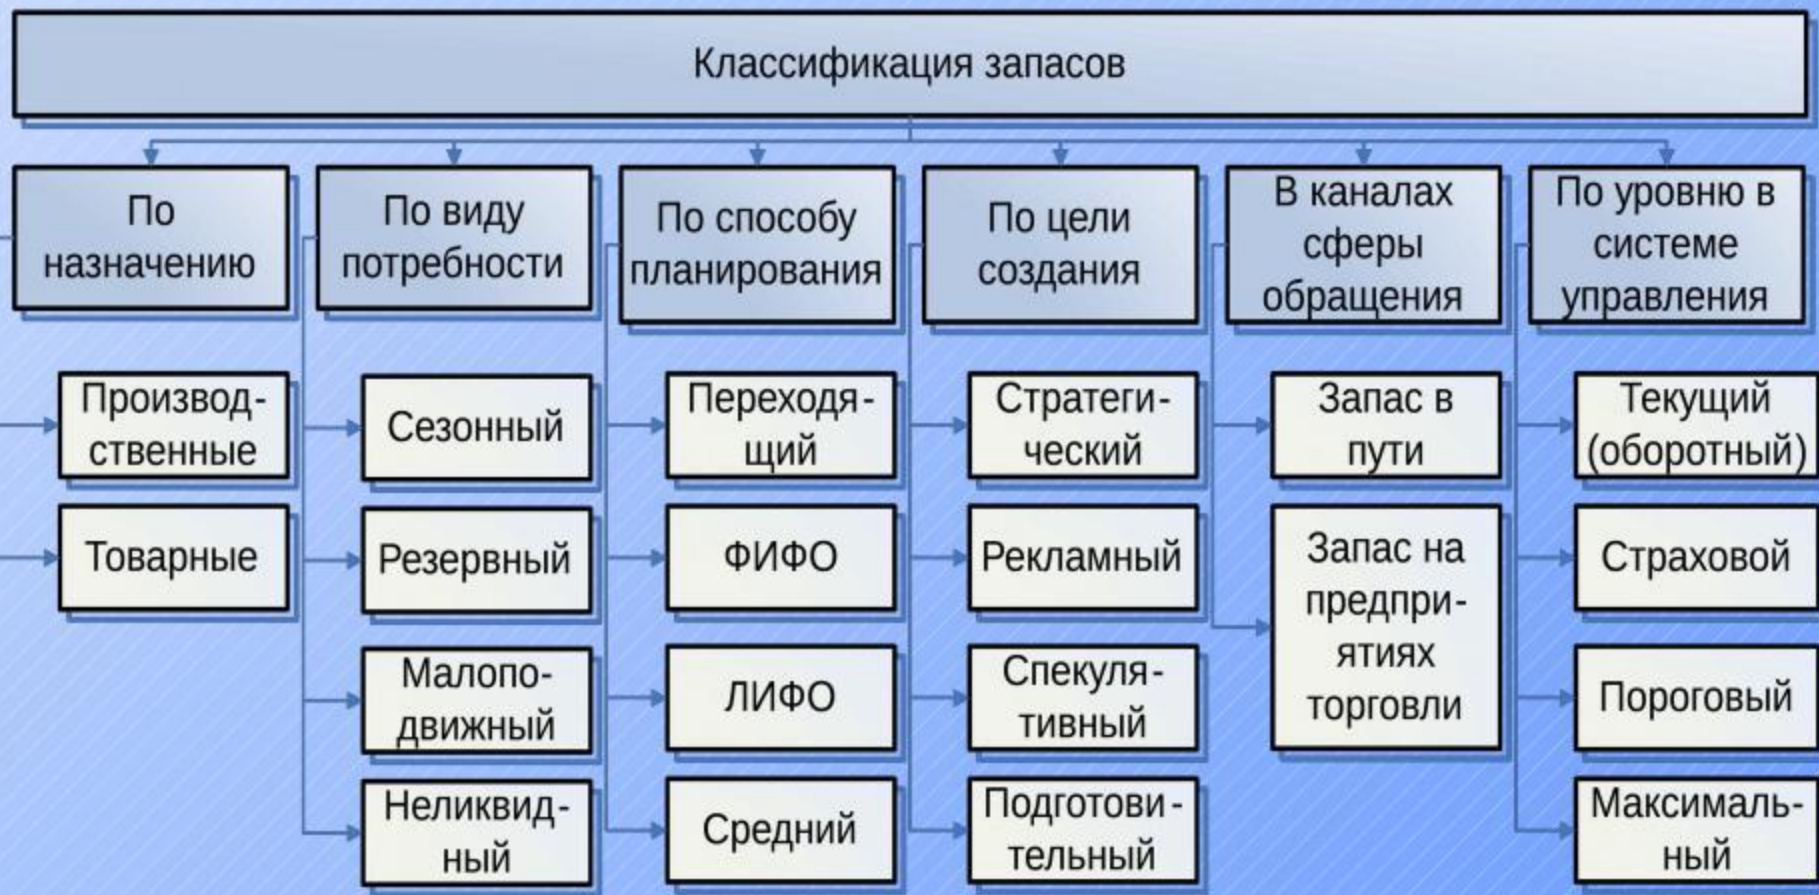 Классификация запасов
По
назначению
Производ-
ственные
Товарные
По виду
потребности
Сезонный
Резервный
Малопо-
движный
Неликвид-
ный
По способу
планирования
Переходя-
щий
ФИФО
ЛИФО
Средний
По цели
создания
Стратеги-
ческий
Рекламный
Спекуля-
тивный
Подготови-
тельный
В каналах
сферы
обращения
Запас в
пути
Запас на
предпри-
ятиях
торговли
По уровню в
системе
управления
Текущий
(оборотный)
Страховой
Пороговый
Максималь-
ный